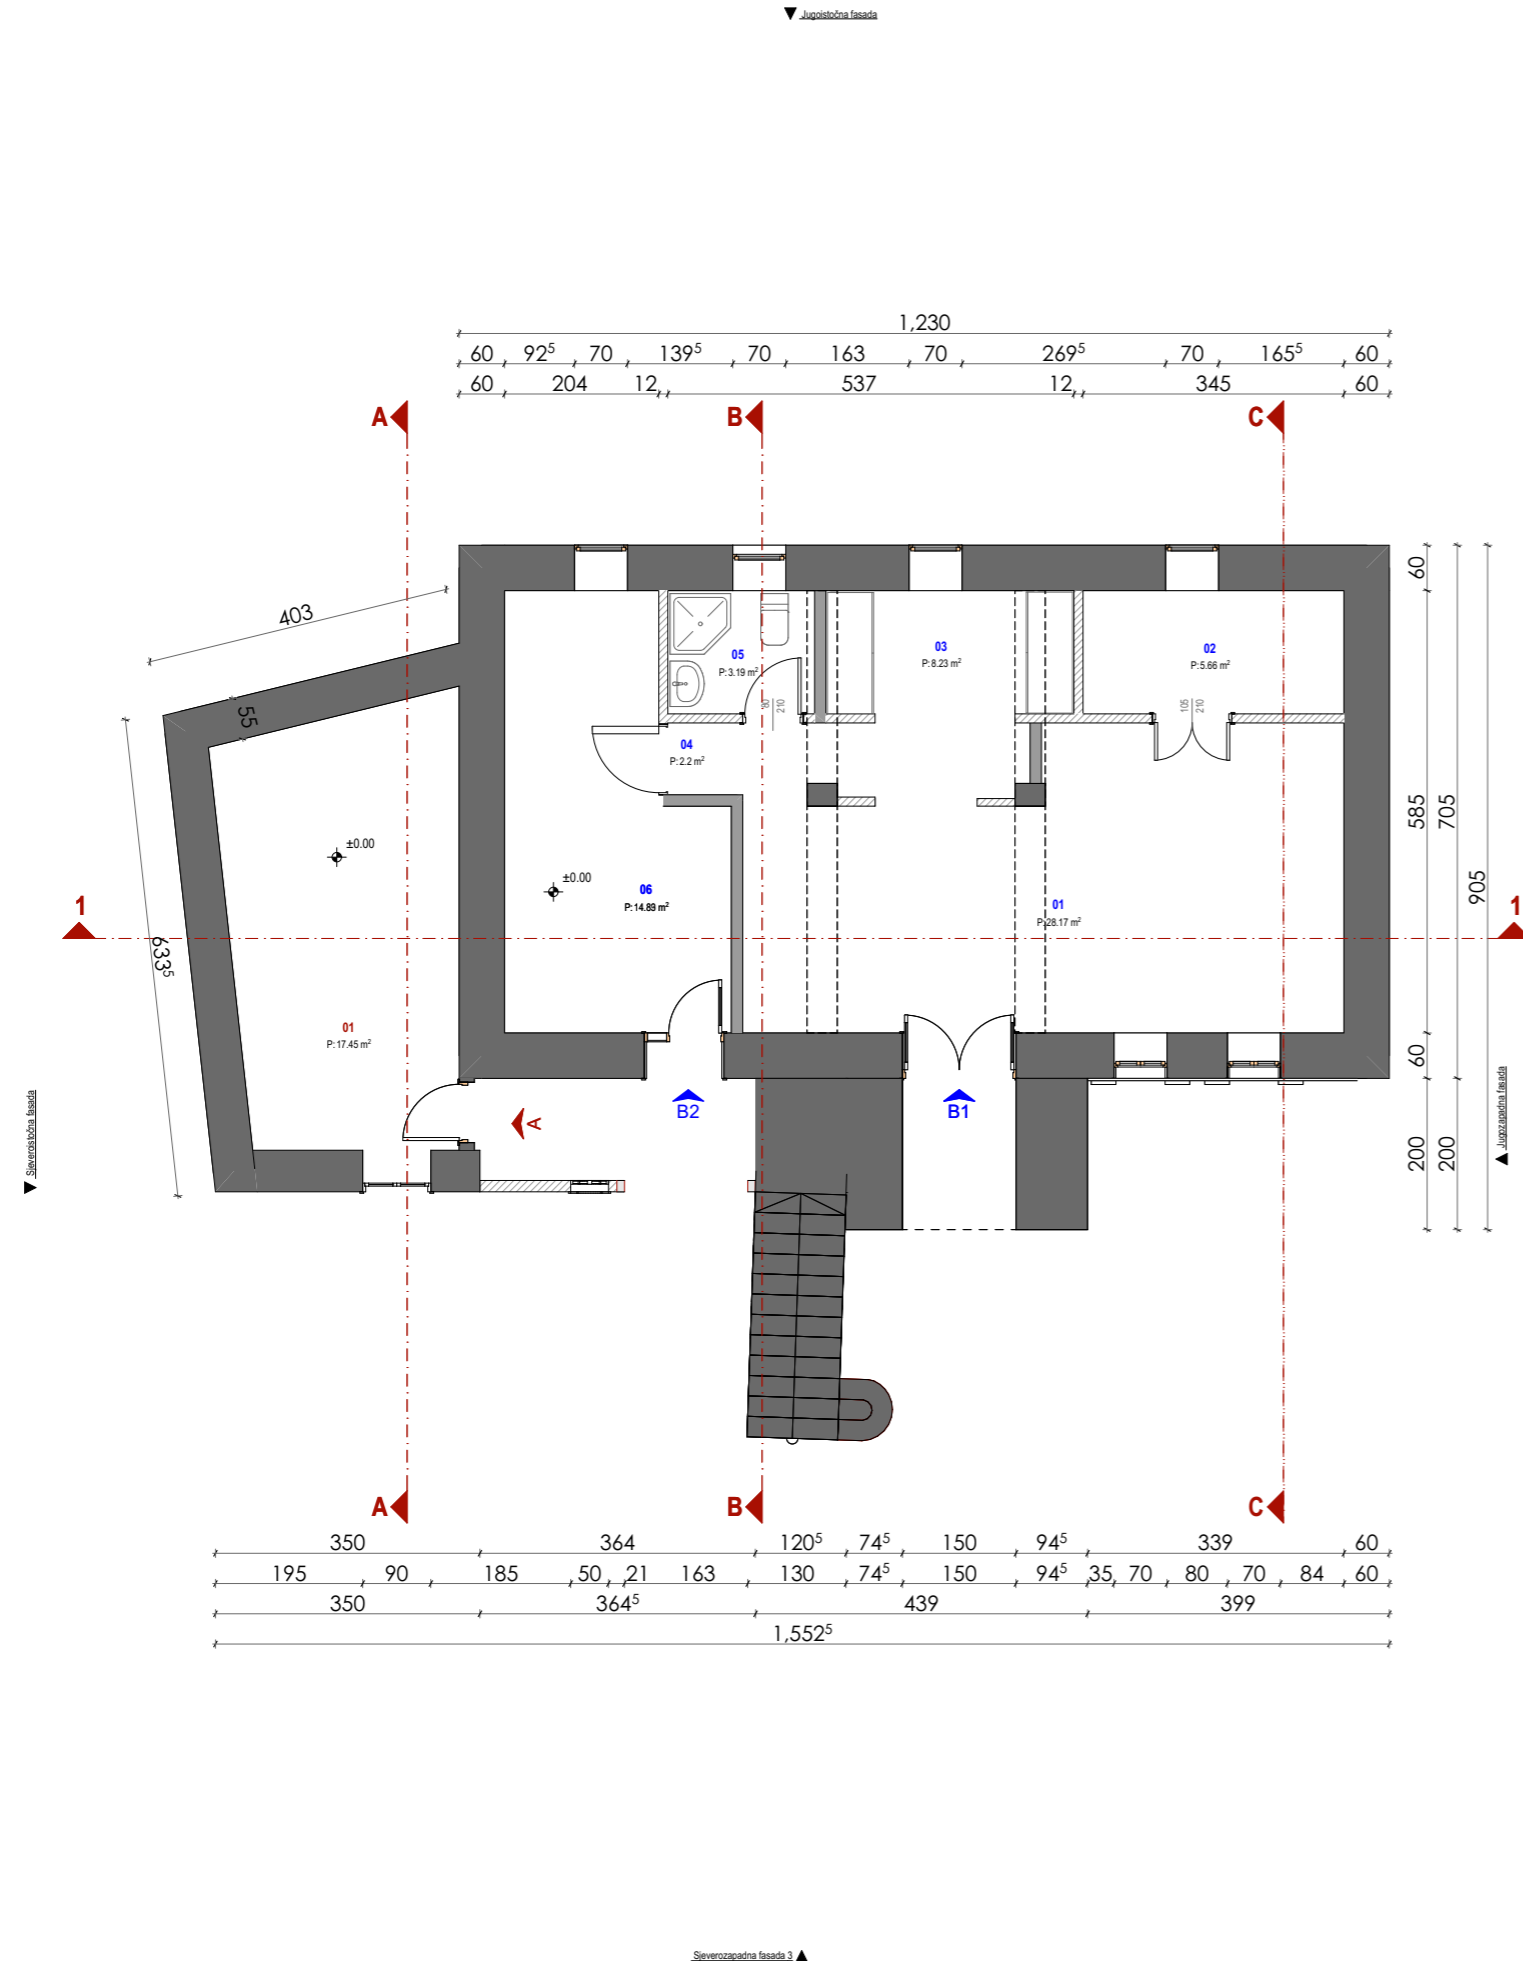 Jugoistočna fasada
1,230
60 92⁵ 70 139⁵ 70 163 70 269⁵ 70 165⁵ 60
60 204 12 537 12 345 60
A B C
403
55
633⁵
60
585 705
905
60
200 200
05
P: 3.19 m²
80
210
03
P: 8.23 m²
02
P: 5.66 m²
105
210
04
P: 2.2 m²
±0.00
±0.00
06
P: 14.89 m²
01
P: 28.17 m²
1 1
01
P: 17.45 m²
A
B2
B1
Sjeveroistočna fasada
Jugozapadna fasada
A B C
350 364 120⁵ 74⁵ 150 94⁵ 339 60
195 90 185 50 21 163 130 74⁵ 150 94⁵ 35 70 80 70 84 60
350 364⁵ 439 399
1,552⁵
Sjeverozapadna fasada 3